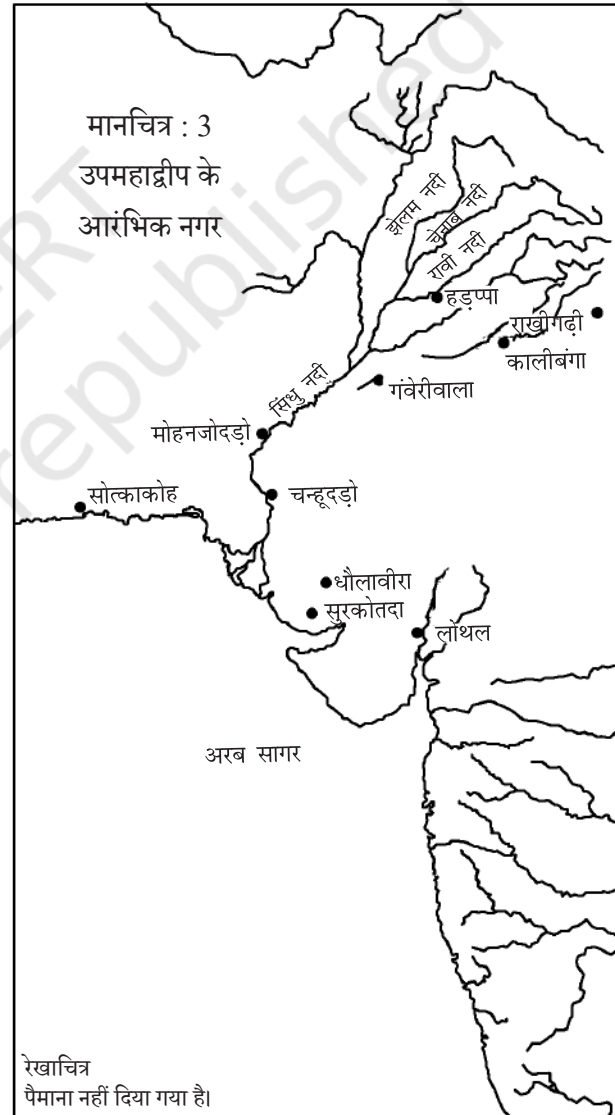 मानचित्र : 3
उपमहाद्वीप के
आरंभिक नगर
झेलम नदी
चेनाब नदी
रावी नदी
हड़प्पा
राखीगढ़ी
कालीबंगा
गंवेरीवाला
सिंधु नदी
मोहनजोदड़ो
सोत्काकोह
चन्हूदड़ो
धौलावीरा
सुरकोतदा
लोथल
अरब सागर
रेखाचित्र
पैमाना नहीं दिया गया है।
republished